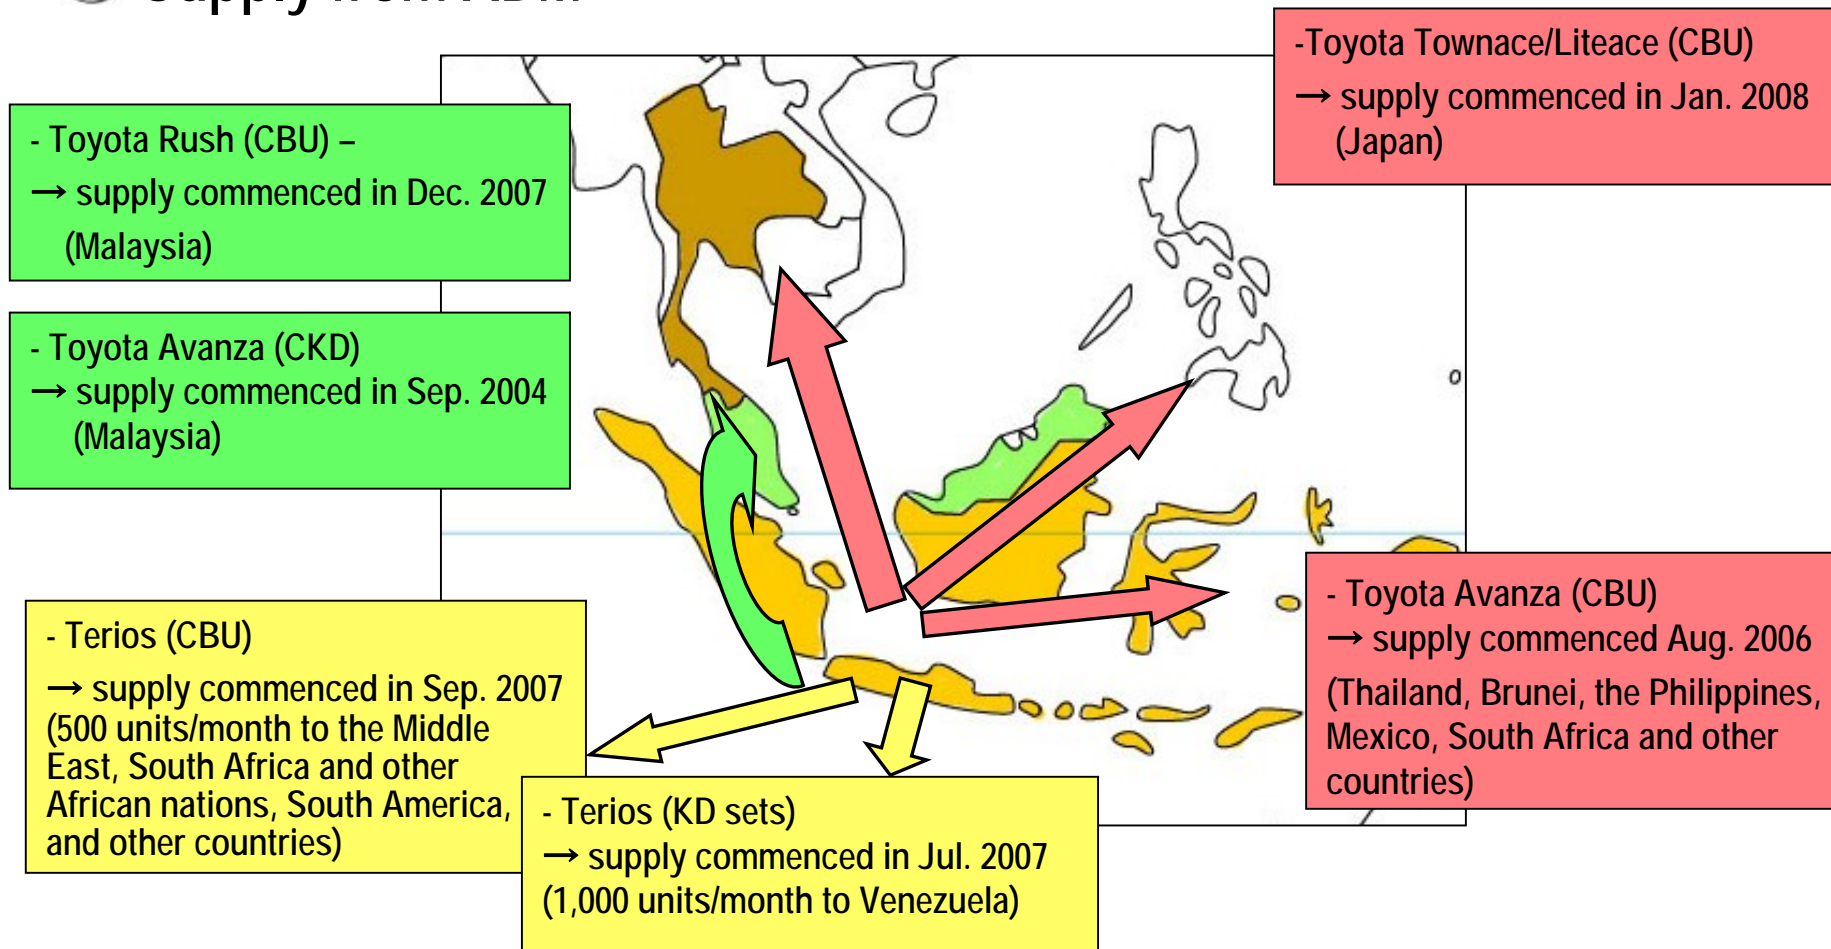 Supply from ADM
-Toyota Townace/Liteace (CBU)
→ supply commenced in Jan. 2008
(Japan)
- Toyota Rush (CBU) –
→ supply commenced in Dec. 2007
(Malaysia)
- Toyota Avanza (CKD)
→ supply commenced in Sep. 2004
(Malaysia)
- Toyota Avanza (CBU)
→ supply commenced Aug. 2006
(Thailand, Brunei, the Philippines,
Mexico, South Africa and other
countries)
- Terios (CBU)
→ supply commenced in Sep. 2007
(500 units/month to the Middle
East, South Africa and other
African nations, South America,
and other countries)
- Terios (KD sets)
→ supply commenced in Jul. 2007
(1,000 units/month to Venezuela)